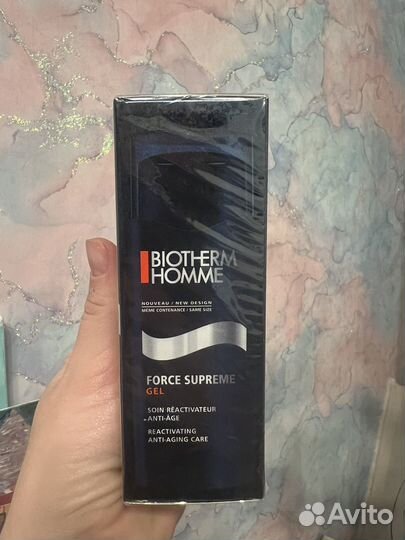 BIOTHERM
HOMME
NOUVEAU / NEW DESIGN
MÊME CONTENANCE / SAME SIZE
FORCE SUPREME
GEL
SOIN RÉACTIVATEUR
ANTI-ÂGE
REACTIVATING
ANTI-AGING CARE
Avito